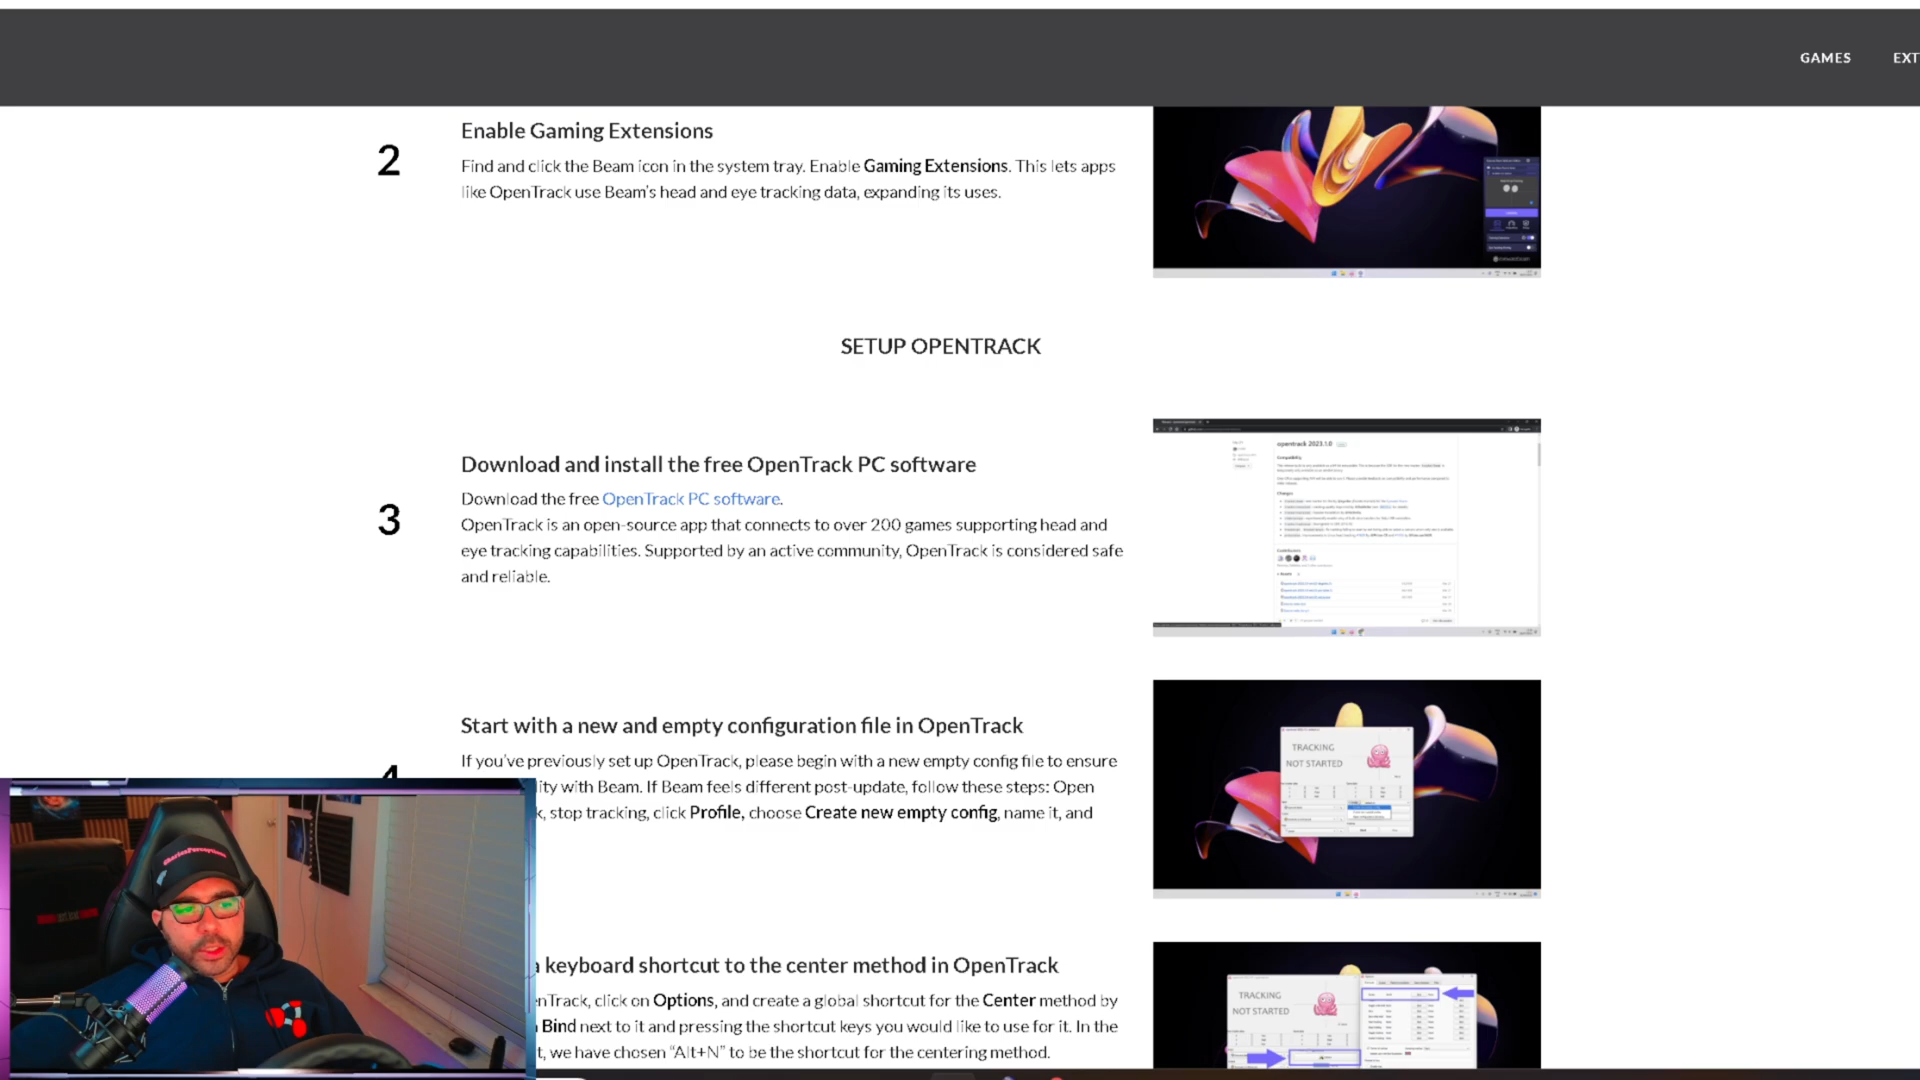 GAMES
EXT
2
Enable Gaming Extensions
Find and click the Beam icon in the system tray. Enable Gaming Extensions. This lets apps
like OpenTrack use Beam's head and eye tracking data, expanding its uses.
SETUP OPENTRACK
3
Download and install the free OpenTrack PC software
Download the free OpenTrack PC software.
OpenTrack is an open-source app that connects to over 200 games supporting head and
eye tracking capabilities. Supported by an active community, OpenTrack is considered safe
and reliable.
opentrack 2023.1.0
4
Start with a new and empty configuration file in OpenTrack
If you've previously set up OpenTrack, please begin with a new empty config file to ensure
ity with Beam. If Beam feels different post-update, follow these steps: Open
k, stop tracking, click Profile, choose Create new empty config, name it, and
TRACKING
NOT STARTED
a keyboard shortcut to the center method in OpenTrack
nTrack, click on Options, and create a global shortcut for the Center method by
Bind next to it and pressing the shortcut keys you would like to use for it. In the
t, we have chosen “Alt+N” to be the shortcut for the centering method.
TRACKING
NOT STARTED